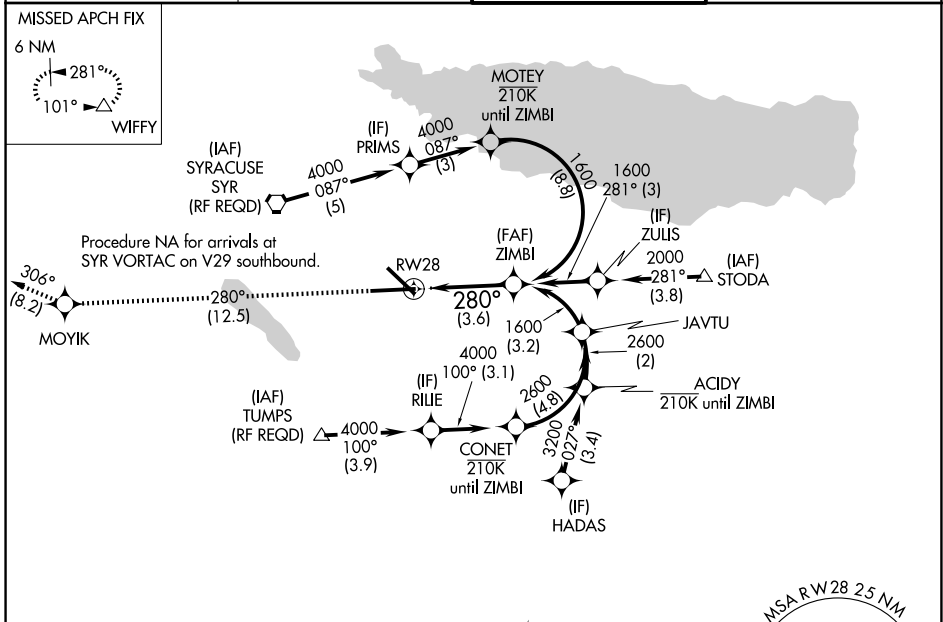 MISSED APCH FIX
6 NM
281°
101°
WIFFY
MOTEY
210K
until ZIMBI
(IF)
PRIMS
4000
087°
(3)
(IAF)
SYRACUSE
SYR
(RF REQD)
4000
087°
(5)
1600
(8.8)
1600
281° (3)
(IF)
ZULIS
Procedure NA for arrivals at
SYR VORTAC on V29 southbound.
(FAF)
ZIMBI
2000
281°
(3.8)
(IAF)
STODA
RW28
306°
(8.2)
MOYIK
280°
(12.5)
280°
(3.6)
1600
(3.2)
JAVTU
2600
(2)
4000
100° (3.1)
(IF)
RILIE
(IAF)
TUMPS
(RF REQD)
4000
100°
(3.9)
2600
(4.8)
ACIDY
210K until ZIMBI
CONET
210K
until ZIMBI
3200
027°
(3.4)
(IF)
HADAS
MSA RW28 25 NM